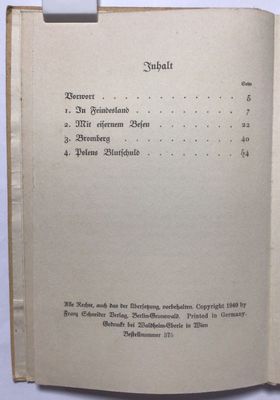 Inhalt
Seite
Vorwort . . . . . . . . . . 5
1. In Feindesland . . . . . . . . 7
2. Mit eisernem Besen . . . . . . . 22
3. Bromberg . . . . . . . . . 40
4. Polens Blutschuld . . . . . . . 54
Alle Rechte, auch das der Übersetzung, vorbehalten. Copyright 1940 by
Franz Schneider Verlag, Berlin-Grunewald. Printed in Germany.
Gedruckt bei Waldheim-Eberle in Wien
Bestellnummer 375